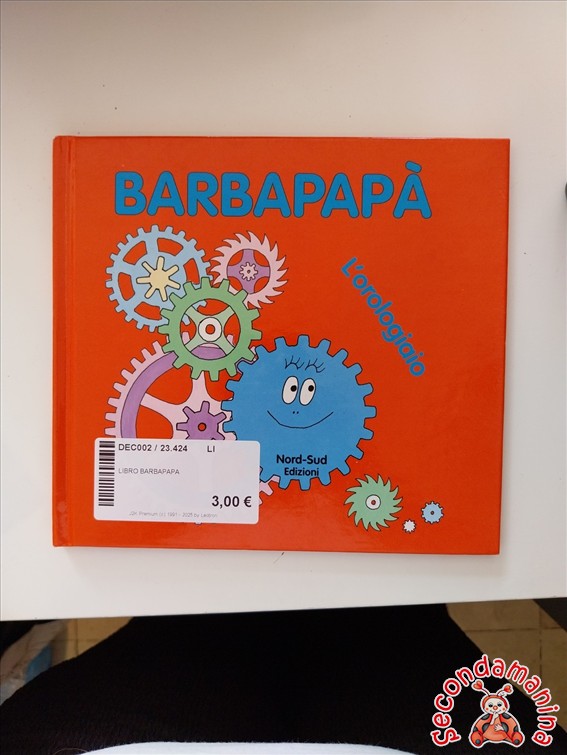 BARBAPAPÀ
L'orologiaio
Nord-Sud
Edizioni
DEC002 / 23.424 LI
LIBRO BARBAPAPA
3,00 €
Secondamanina